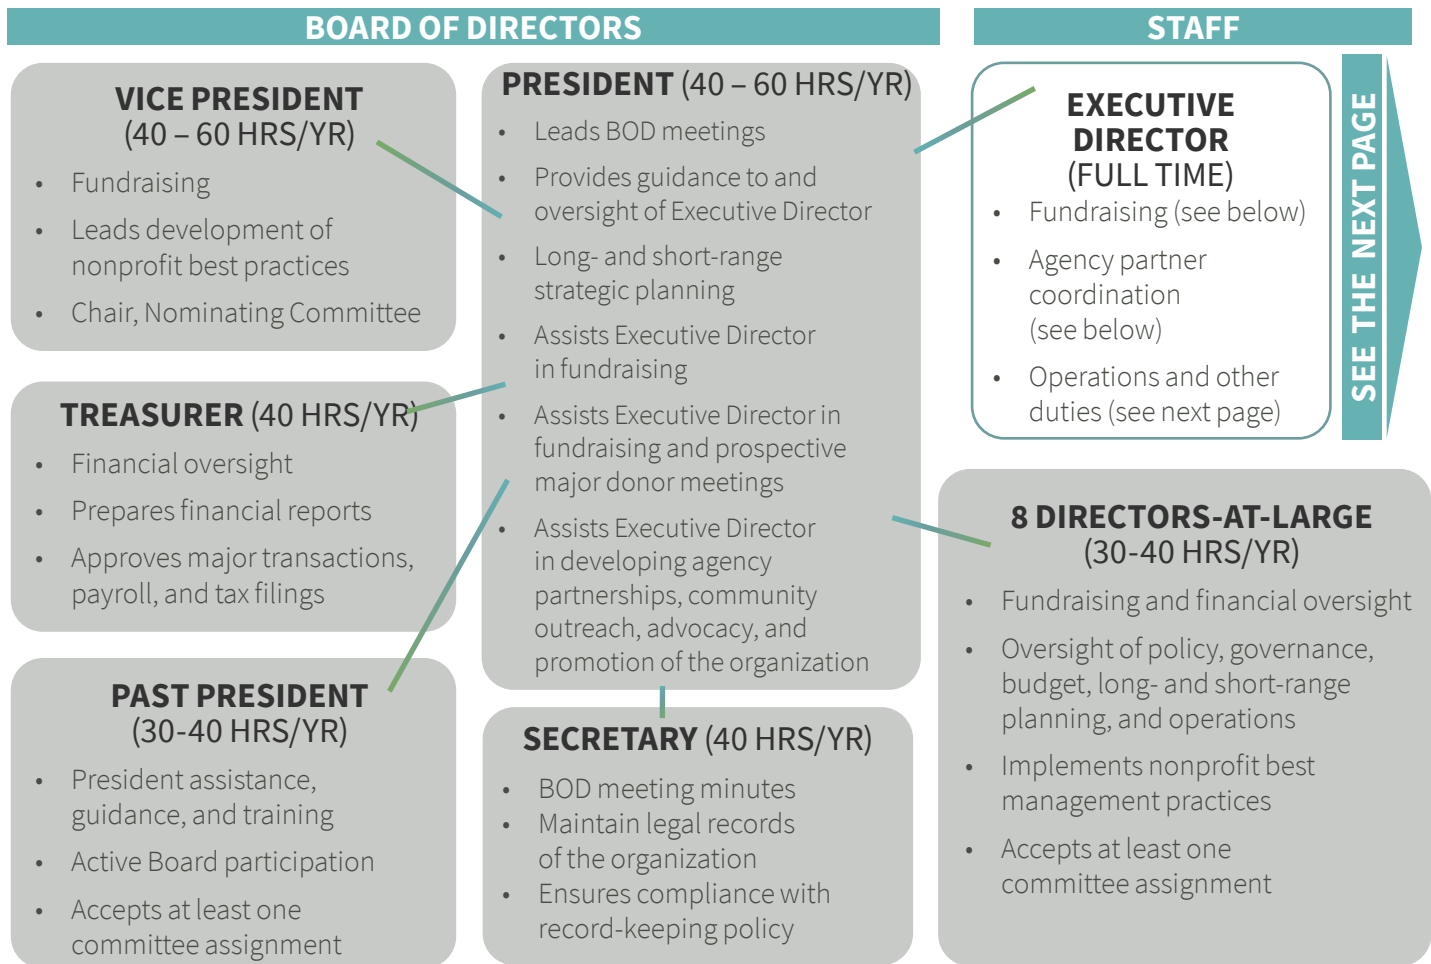 BOARD OF DIRECTORS
STAFF
VICE PRESIDENT
(40 – 60 HRS/YR)
• Fundraising
• Leads development of
nonprofit best practices
• Chair, Nominating Committee
TREASURER (40 HRS/YR)
• Financial oversight
• Prepares financial reports
• Approves major transactions,
payroll, and tax filings
PAST PRESIDENT
(30-40 HRS/YR)
• President assistance,
guidance, and training
• Active Board participation
• Accepts at least one
committee assignment
PRESIDENT (40 – 60 HRS/YR)
• Leads BOD meetings
• Provides guidance to and
oversight of Executive Director
• Long- and short-range
strategic planning
• Assists Executive Director
in fundraising
• Assists Executive Director in
fundraising and prospective
major donor meetings
• Assists Executive Director
in developing agency
partnerships, community
outreach, advocacy, and
promotion of the organization
SECRETARY (40 HRS/YR)
• BOD meeting minutes
• Maintain legal records
of the organization
• Ensures compliance with
record-keeping policy
EXECUTIVE
DIRECTOR
(FULL TIME)
• Fundraising (see below)
• Agency partner
coordination
(see below)
• Operations and other
duties (see next page)
SEE THE NEXT PAGE
8 DIRECTORS-AT-LARGE
(30-40 HRS/YR)
• Fundraising and financial oversight
• Oversight of policy, governance,
budget, long- and short-range
planning, and operations
• Implements nonprofit best
management practices
• Accepts at least one
committee assignment